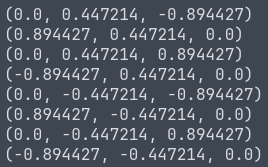 (0.0, 0.447214, -0.894427)
(0.894427, 0.447214, 0.0)
(0.0, 0.447214, 0.894427)
(-0.894427, 0.447214, 0.0)
(0.0, -0.447214, -0.894427)
(0.894427, -0.447214, 0.0)
(0.0, -0.447214, 0.894427)
(-0.894427, -0.447214, 0.0)